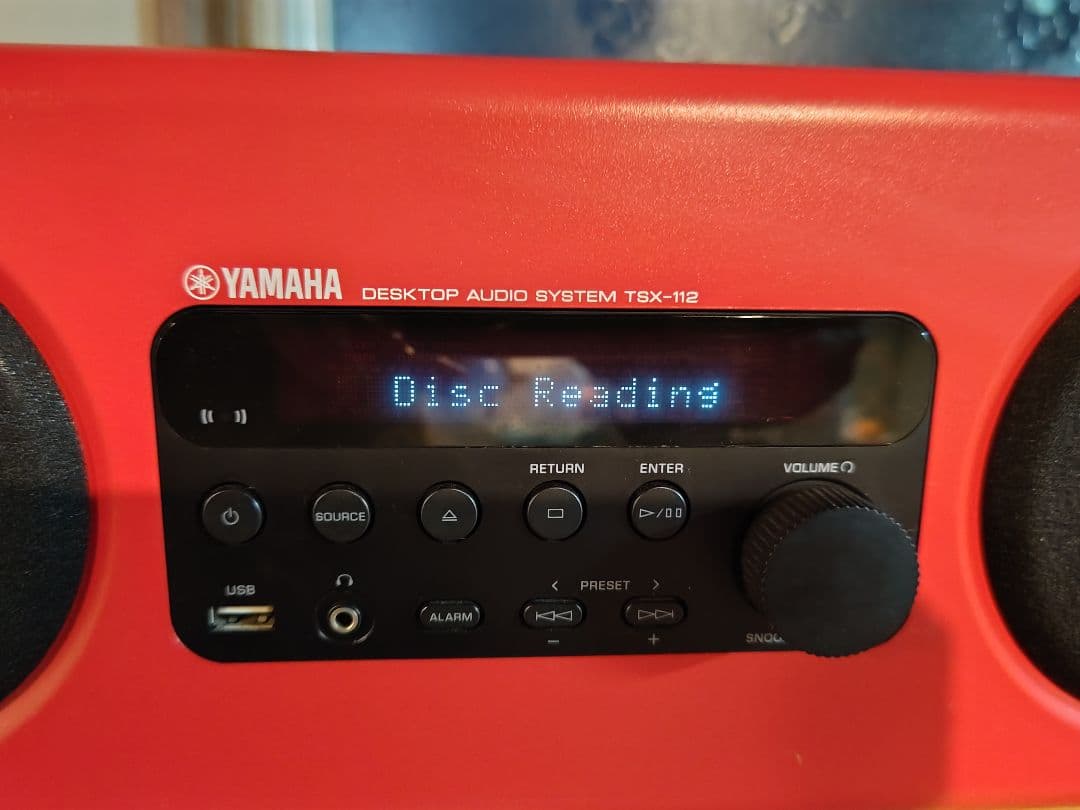 YAMAHA DESKTOP AUDIO SYSTEM TSX-112
Disc Reading
RETURN ENTER VOLUME
SOURCE
USB
< PRESET >
ALARM
− +